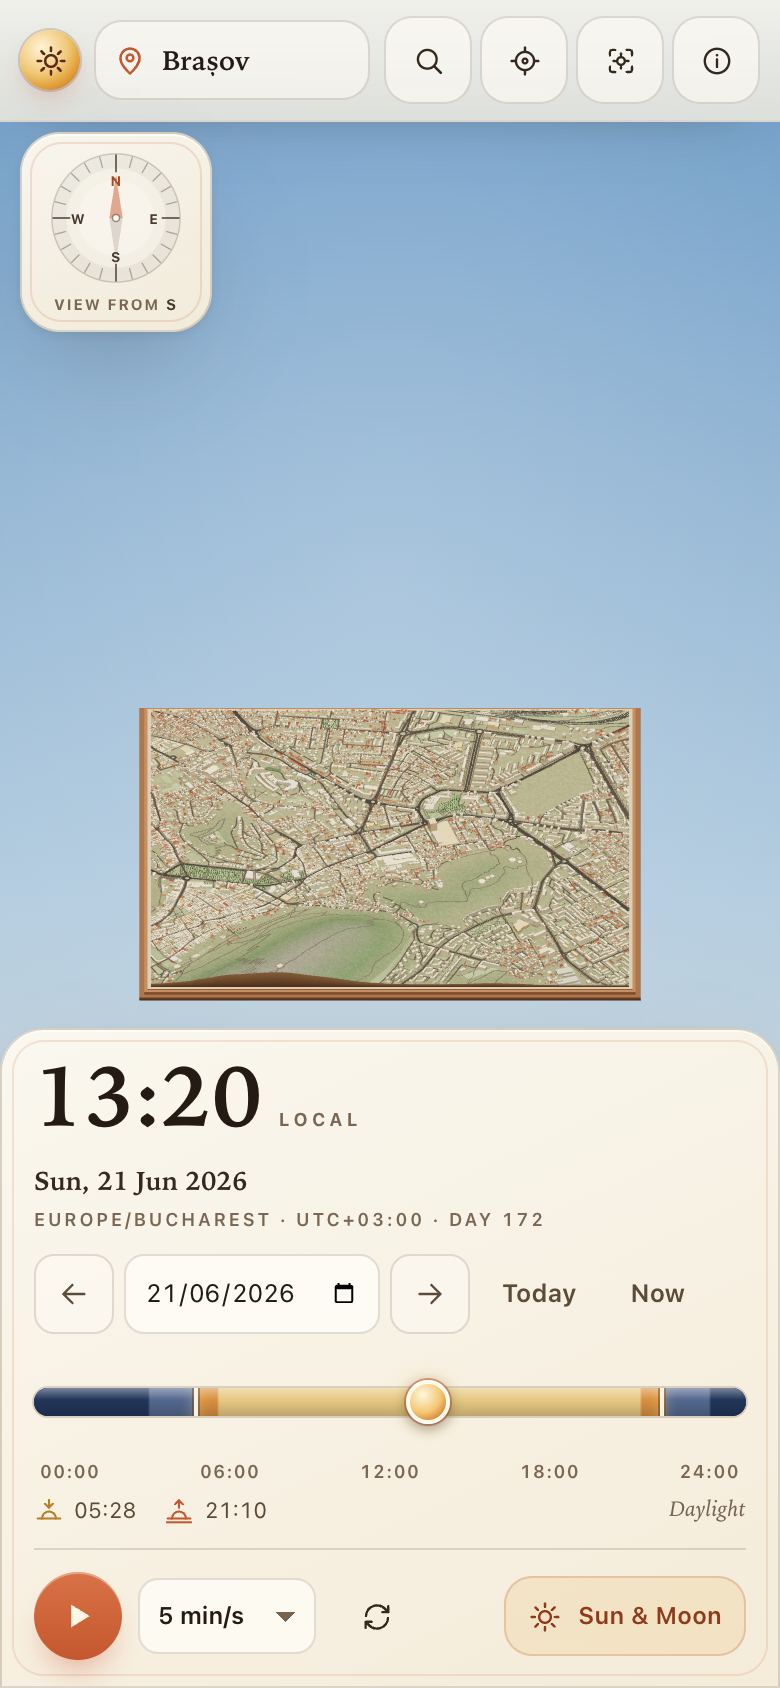 Brașov
N
W E
S
VIEW FROM S
13:20 LOCAL
Sun, 21 Jun 2026
EUROPE/BUCHAREST · UTC+03:00 · DAY 172
21/06/2026 Today Now
00:00 06:00 12:00 18:00 24:00
05:28 21:10 Daylight
5 min/s Sun & Moon